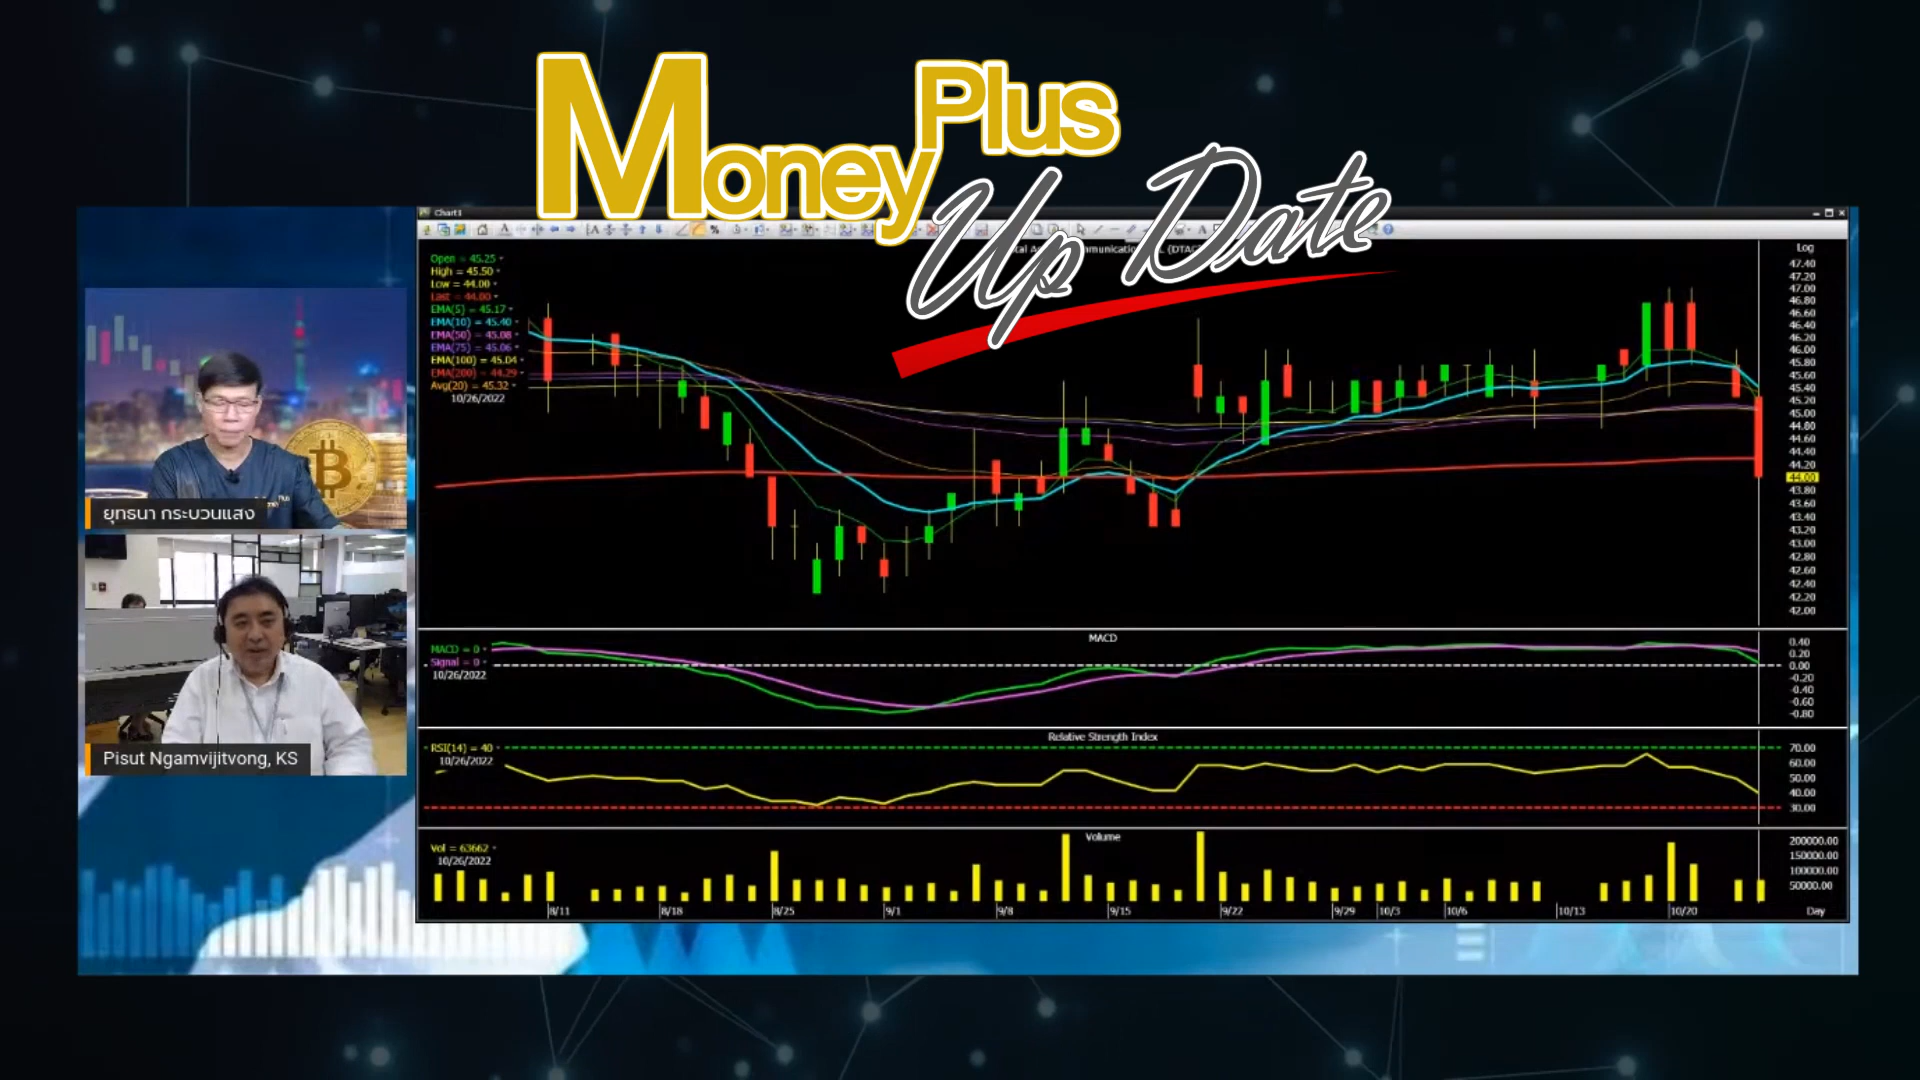 Money Plus
Up Date
Chart1
Log
Open = 45.25
High = 45.50
Low = 44.00
Last = 44.00
EMA(5) = 45.17
EMA(10) = 45.40
EMA(50) = 45.08
EMA(75) = 45.06
EMA(100) = 45.04
EMA(200) = 44.29
Avg(20) = 45.32
10/26/2022
47.40
47.20
47.00
46.80
46.60
46.40
46.20
46.00
45.80
45.60
45.40
45.20
45.00
44.80
44.60
44.40
44.20
44.00
43.80
43.60
43.40
43.20
43.00
42.80
42.60
42.40
42.20
42.00
ยุทธนา กระบวนแสง
Pisut Ngamvijitvong, KS
MACD
MACD = 0
Signal = 0
10/26/2022
0.40
0.20
0.00
-0.20
-0.40
-0.60
-0.80
Relative Strength Index
RSI(14) = 40
10/26/2022
70.00
60.00
50.00
40.00
30.00
Volume
Vol = 63662
10/26/2022
200000.00
150000.00
100000.00
50000.00
8/11 8/18 8/25 9/1 9/8 9/15 9/22 9/29 10/3 10/6 10/13 10/20 Day